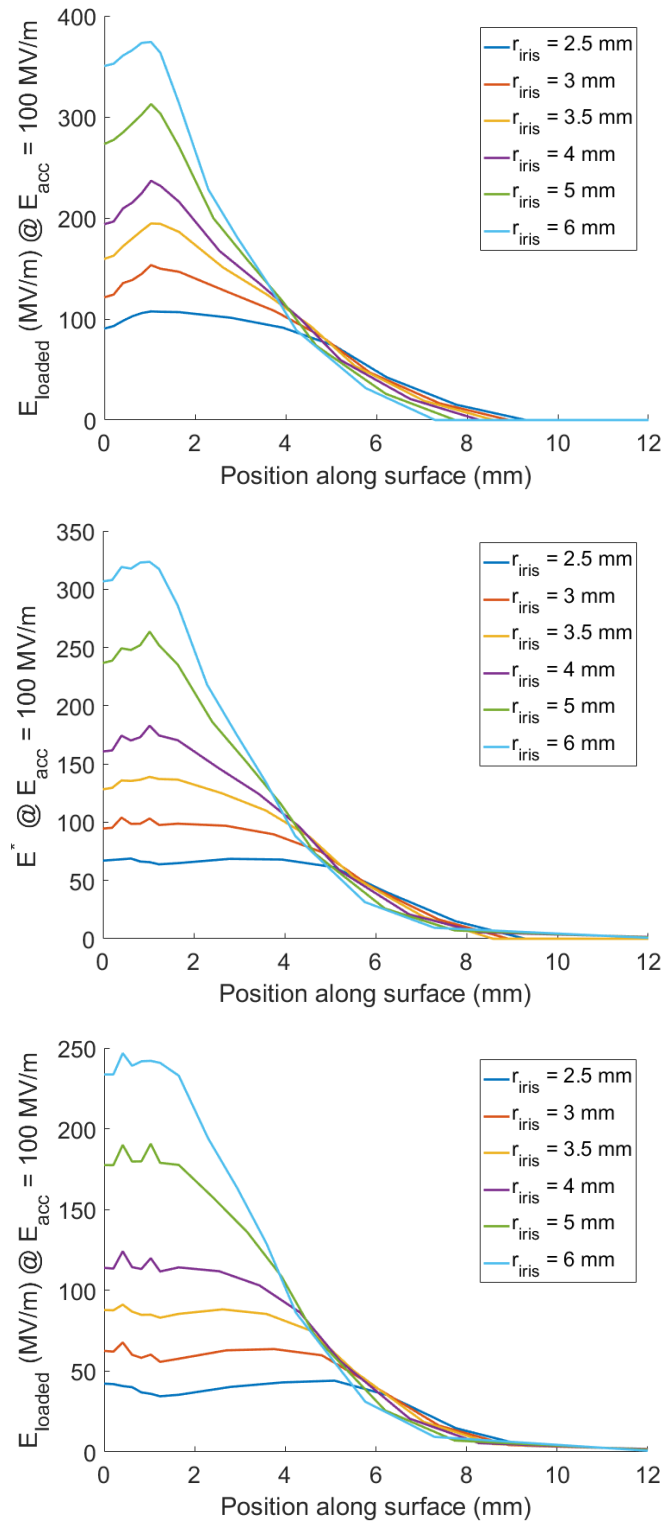 E_loaded (MV/m) @ E_acc = 100 MV/m
400
300
200
100
0
0 2 4 6 8 10 12
Position along surface (mm)
r_iris = 2.5 mm
r_iris = 3 mm
r_iris = 3.5 mm
r_iris = 4 mm
r_iris = 5 mm
r_iris = 6 mm
E* @ E_acc = 100 MV/m
350
300
250
200
150
100
50
0
0 2 4 6 8 10 12
Position along surface (mm)
r_iris = 2.5 mm
r_iris = 3 mm
r_iris = 3.5 mm
r_iris = 4 mm
r_iris = 5 mm
r_iris = 6 mm
E_loaded (MV/m) @ E_acc = 100 MV/m
250
200
150
100
50
0
0 2 4 6 8 10 12
Position along surface (mm)
r_iris = 2.5 mm
r_iris = 3 mm
r_iris = 3.5 mm
r_iris = 4 mm
r_iris = 5 mm
r_iris = 6 mm